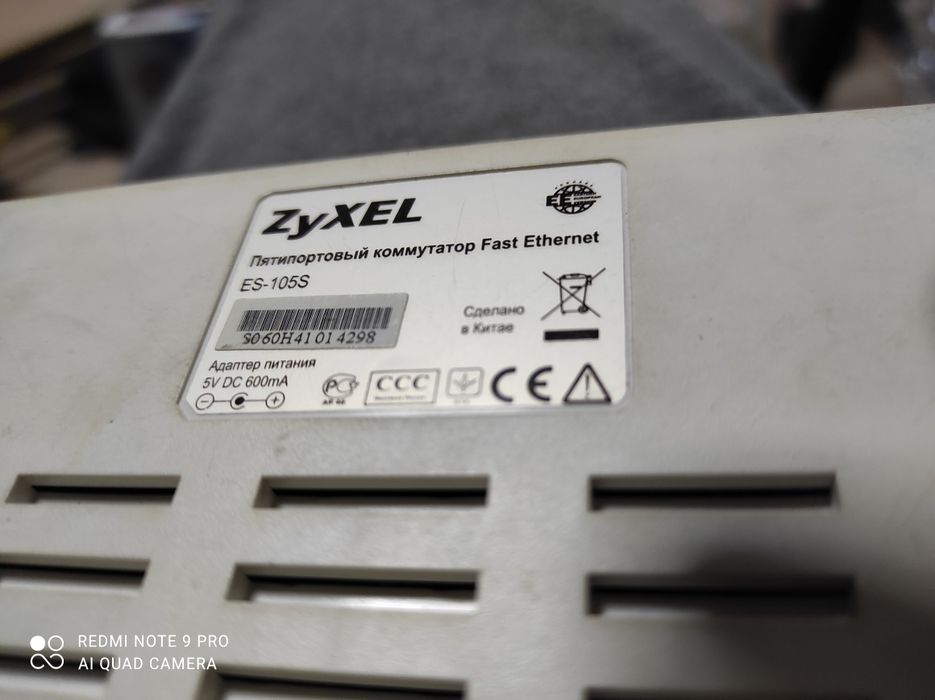 ZyXEL
Пятипортовый коммутатор Fast Ethernet
ES-105S
S060H41014298
Сделано
в Китае
Адаптер питания
5V DC 600mA
РСТ
CCC
CE
REDMI NOTE 9 PRO
AI QUAD CAMERA